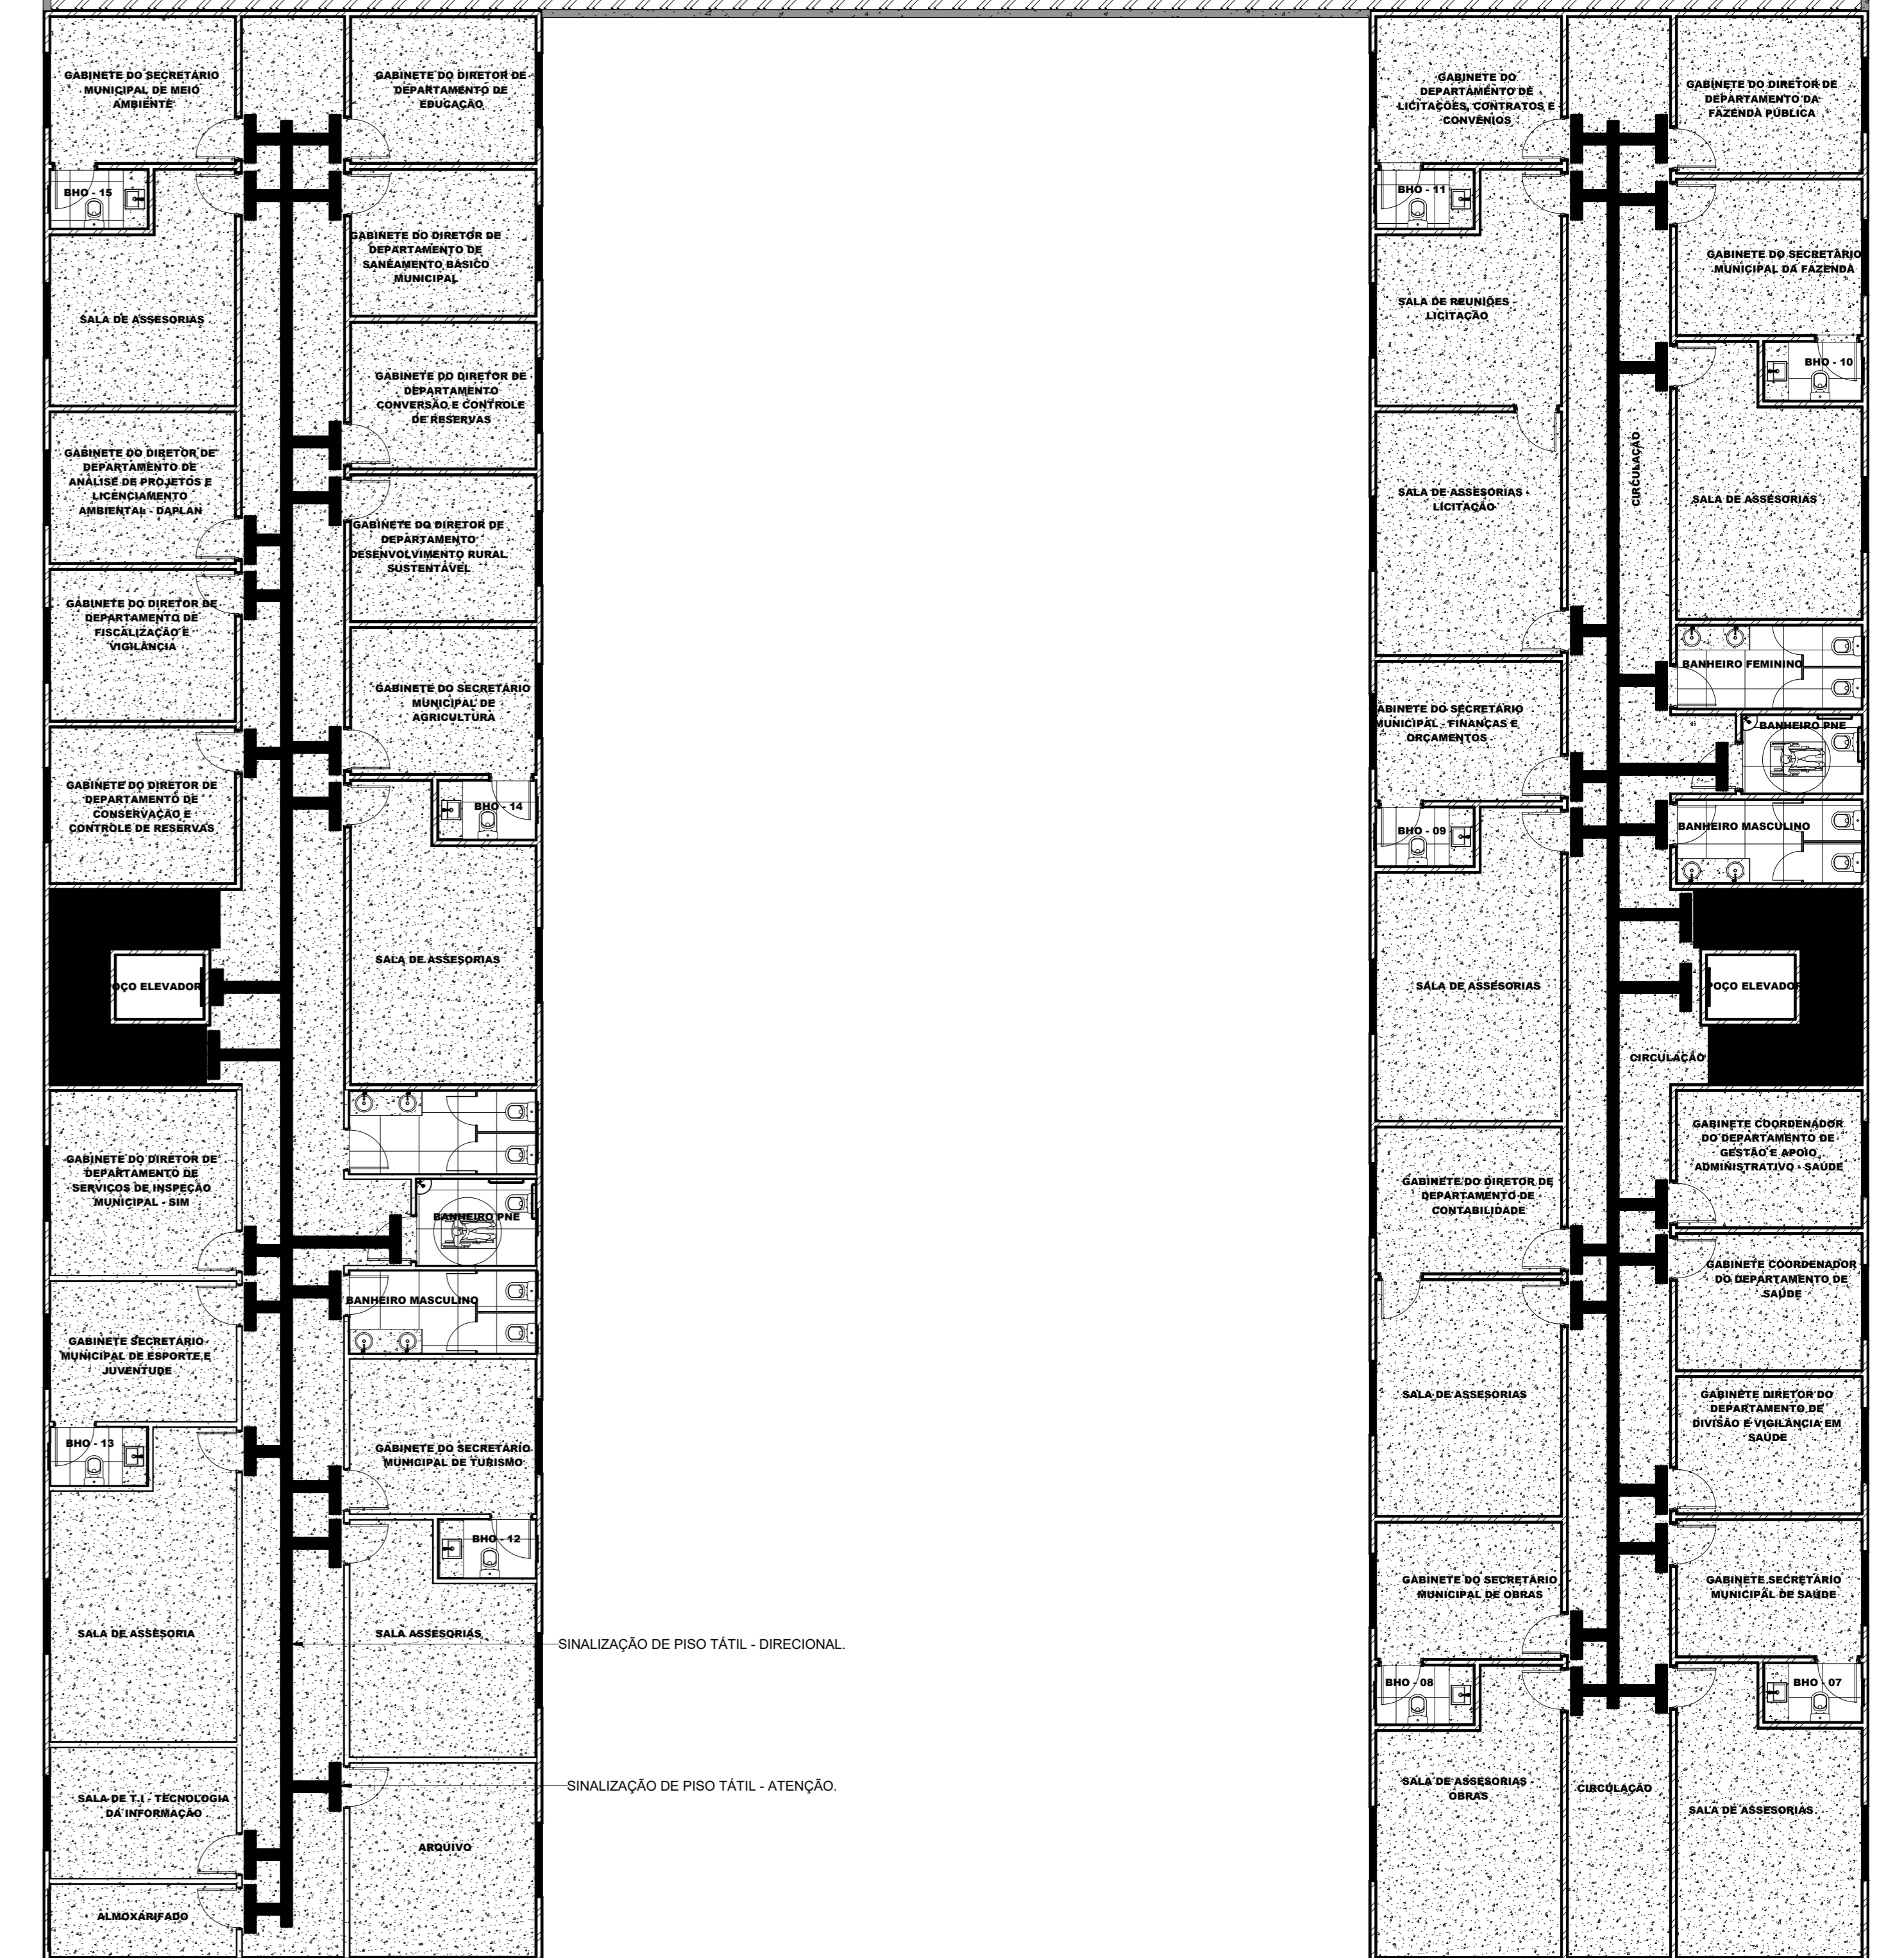 GABINETE DO SECRETÁRIO
MUNICIPAL DE MEIO
AMBIENTE
GABINETE DO DIRETOR DE
DEPARTAMENTO DE
EDUCAÇÃO
BHO - 15
GABINETE DO DIRETOR DE
DEPARTAMENTO DE
SANEAMENTO BÁSICO
MUNICIPAL
SALA DE ASSESORIAS
GABINETE DO DIRETOR DE
DEPARTAMENTO
CONVERSÃO E CONTROLE
DE RESERVAS
GABINETE DO DIRETOR DE
DEPARTAMENTO DE
ANÁLISE DE PROJETOS E
LICENCIAMENTO
AMBIENTAL - DAPLAN
GABINETE DO DIRETOR DE
DEPARTAMENTO
DESENVOLVIMENTO RURAL
SUSTENTÁVEL
GABINETE DO DIRETOR DE
DEPARTAMENTO DE
FISCALIZAÇÃO E
VIGILÂNCIA
GABINETE DO SECRETÁRIO
MUNICIPAL DE
AGRICULTURA
GABINETE DO DIRETOR DE
DEPARTAMENTO DE
CONSERVAÇÃO E
CONTROLE DE RESERVAS
BHO - 14
SALA DE ASSESORIAS
OÇO ELEVADOR
GABINETE DO DIRETOR DE
DEPARTAMENTO DE
SERVIÇOS DE INSPEÇÃO
MUNICIPAL - SIM
BANHEIRO PNE
BANHEIRO MASCULINO
GABINETE SECRETÁRIO
MUNICIPAL DE ESPORTE E
JUVENTUDE
BHO - 13
GABINETE DO SECRETÁRIO
MUNICIPAL DE TURISMO
BHO - 12
SALA DE ASSESORIA
SALA ASSESORIAS
SINALIZAÇÃO DE PISO TÁTIL - DIRECIONAL.
SINALIZAÇÃO DE PISO TÁTIL - ATENÇÃO.
SALA DE T.I - TECNOLOGIA
DA INFORMAÇÃO
ARQUIVO
ALMOXARIFADO
GABINETE DO
DEPARTAMENTO DE
LICITAÇÕES, CONTRATOS E
CONVÊNIOS
GABINETE DO DIRETOR DE
DEPARTAMENTO DA
FAZENDA PÚBLICA
BHO - 11
GABINETE DO SECRETÁRIO
MUNICIPAL DA FAZENDA
SALA DE REUNIÕES -
LICITAÇÃO
BHO - 10
CIRCULAÇÃO
SALA DE ASSESORIAS -
LICITAÇÃO
SALA DE ASSESORIAS
BANHEIRO FEMININO
GABINETE DO SECRETÁRIO
MUNICIPAL - FINANÇAS E
ORÇAMENTOS
BANHEIRO PNE
BHO - 09
BANHEIRO MASCULINO
SALA DE ASSESORIAS
POÇO ELEVADOR
CIRCULAÇÃO
GABINETE COORDENADOR
DO DEPARTAMENTO DE
GESTÃO E APOIO
ADMINISTRATIVO - SAÚDE
GABINETE DO DIRETOR DE
DEPARTAMENTO DE
CONTABILIDADE
GABINETE COORDENADOR
DO DEPARTAMENTO DE
SAÚDE
SALA DE ASSESORIAS
GABINETE DIRETOR DO
DEPARTAMENTO DE
DIVISÃO E VIGILÂNCIA EM
SAÚDE
GABINETE DO SECRETÁRIO
MUNICIPAL DE OBRAS
GABINETE SECRETÁRIO
MUNICIPAL DE SAÚDE
BHO - 08
BHO - 07
SALA DE ASSESORIAS -
OBRAS
CIRCULAÇÃO
SALA DE ASSESORIAS